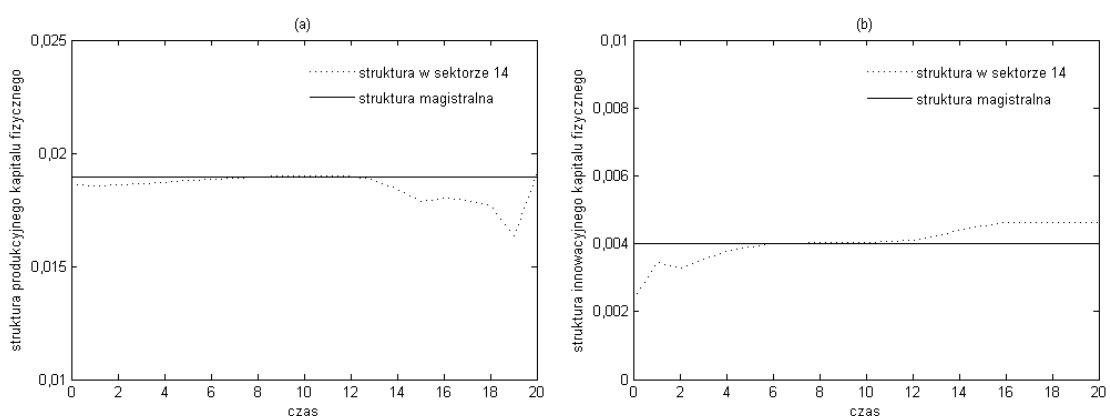 (a)
0,025
0,02
0,015
0,01
struktura produkcyjnego kapitału fizycznego
struktura w sektorze 14
struktura magistralna
0 2 4 6 8 10 12 14 16 18 20
czas
(b)
0,01
0,008
0,006
0,004
0,002
0
struktura innowacyjnego kapitału fizycznego
struktura w sektorze 14
struktura magistralna
0 2 4 6 8 10 12 14 16 18 20
czas